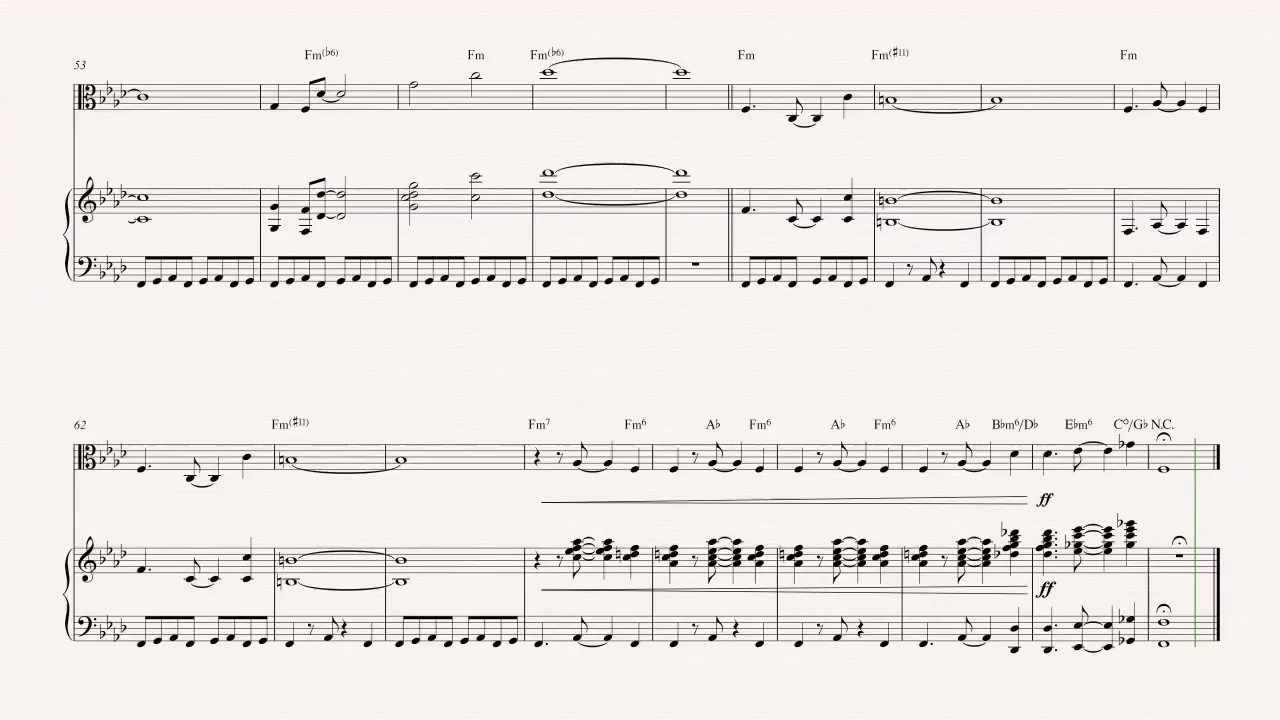 Fm(♭6) Fm Fm(♭6) Fm Fm(♯11) Fm
53
Fm(♯11) Fm7 Fm6 A♭ Fm6 A♭ Fm6 A♭ B♭m6/D♭ E♭m6 C°/G♭ N.C.
62
ff
ff